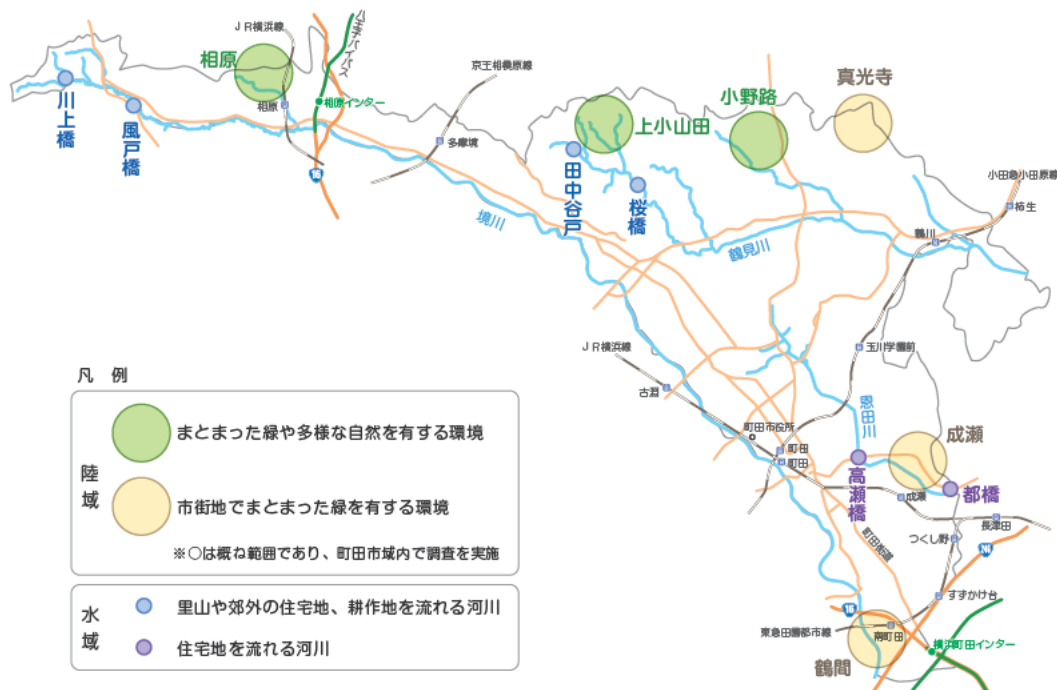 JR横浜線
八王子バイパス
相原
京王相模原線
真光寺
川上橋
相原インター
相原
小野路
風戸橋
上小山田
多摩境
16
田中谷戸
桜橋
小田急小田原線
柿生
境川
鶴見川
鶴川
JR横浜線
玉川学園前
古淵
恩田川
町田市役所
町田
町田
成瀬
高瀬橋
成瀬
都橋
長津田
つくし野
町田街道
246
すずかけ台
16
東急田園都市線
南町田
横浜町田インター
鶴間
凡 例
陸域
まとまった緑や多様な自然を有する環境
市街地でまとまった緑を有する環境
※○は概ね範囲であり、町田市域内で調査を実施
水域
里山や郊外の住宅地、耕作地を流れる河川
住宅地を流れる河川